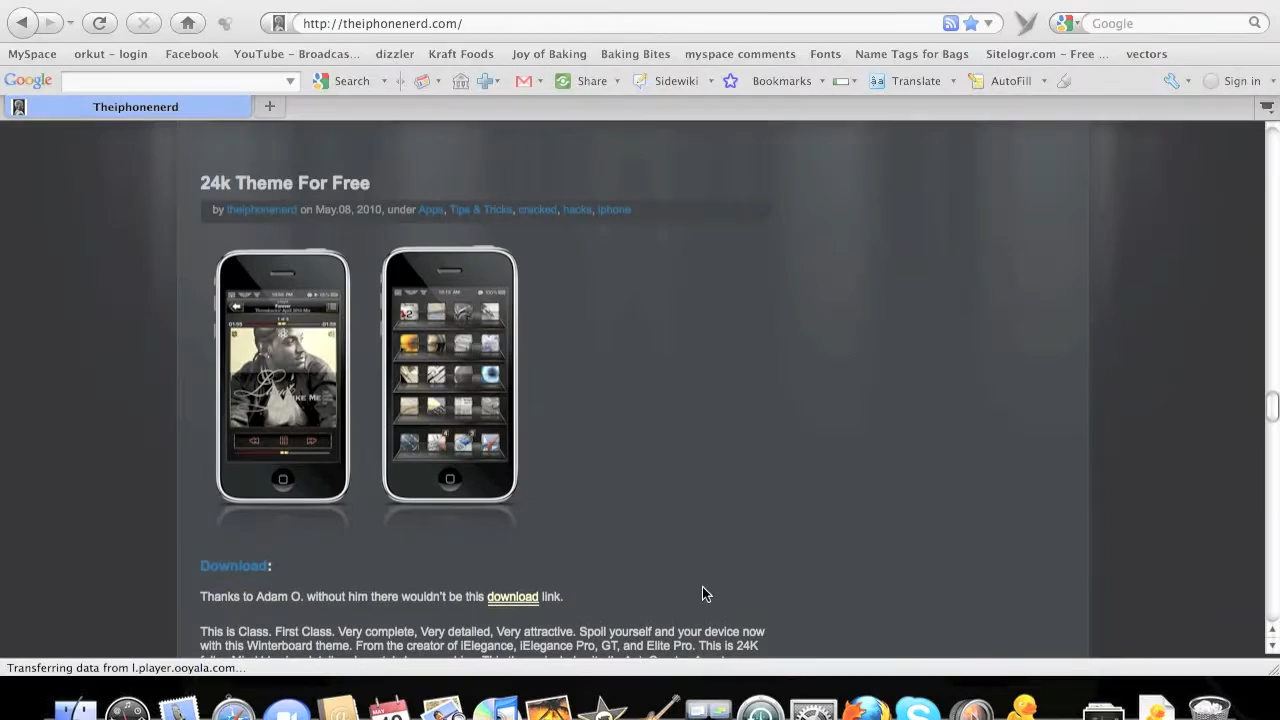 http://theiphonenerd.com/
Google
MySpace orkut - login Facebook YouTube - Broadcas... dizzler Kraft Foods Joy of Baking Baking Bites myspace comments Fonts Name Tags for Bags Sitelogr.com - Free ... vectors
Google Search Share Sidewiki Bookmarks Translate AutoFill Sign in
Theiphonenerd
24k Theme For Free
by theiphonenerd on May.08, 2010, under Apps, Tips & Tricks, cracked, hacks, iphone
Forever
KE ME
Download:
Thanks to Adam O. without him there wouldn't be this download link.
This is Class. First Class. Very complete, Very detailed, Very attractive. Spoil yourself and your device now
with this Winterboard theme. From the creator of iElegance, iElegance Pro, GT, and Elite Pro. This is 24K
Transferring data from l.player.ooyala.com...
MAY